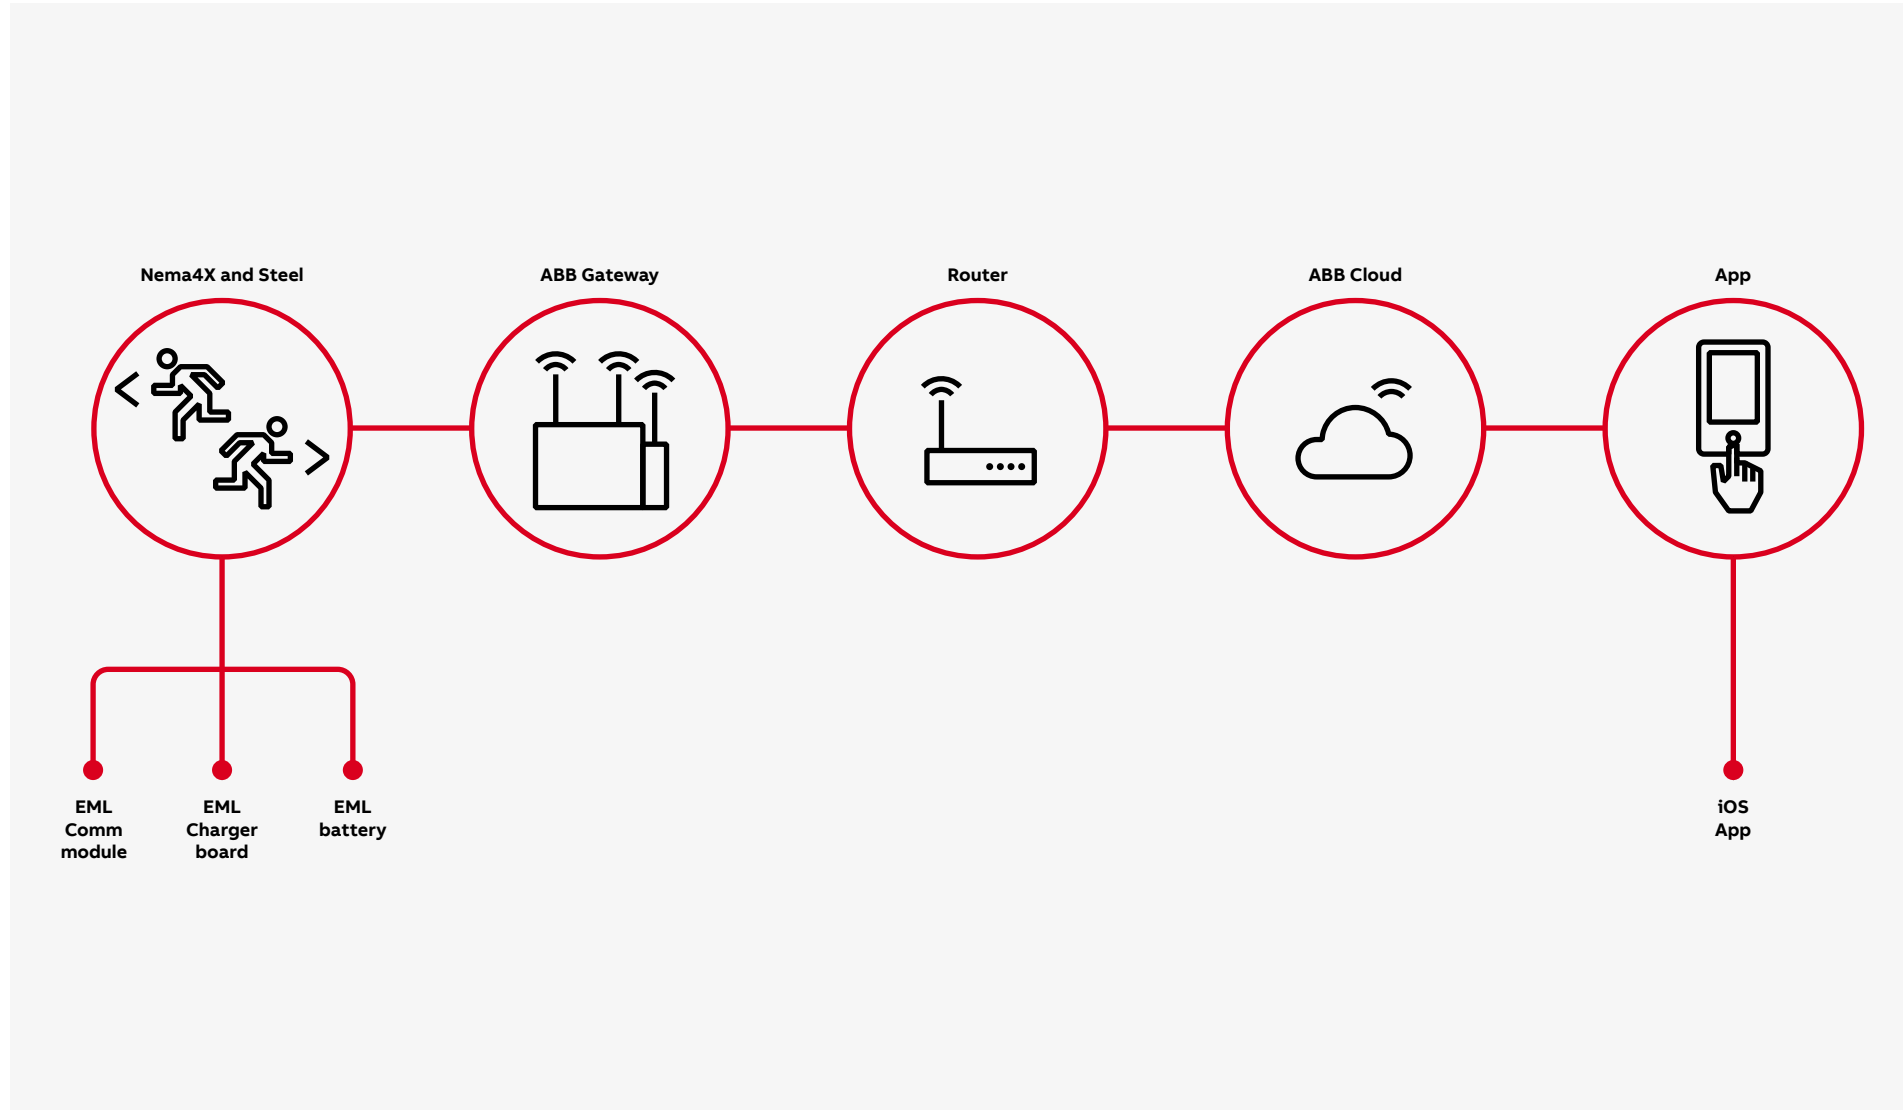 Nema4X and Steel
ABB Gateway
Router
ABB Cloud
App
EML
Comm
module
EML
Charger
board
EML
battery
iOS
App